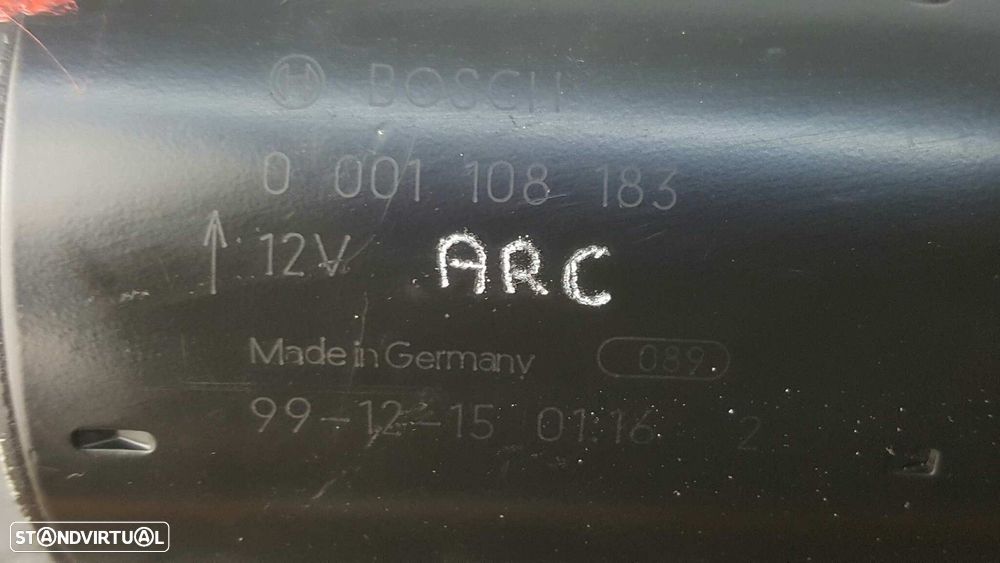 BOSCH
0 001 108 183
12V ARC
Made in Germany 089
99-12-15 01:16 2
STANDVIRTUAL